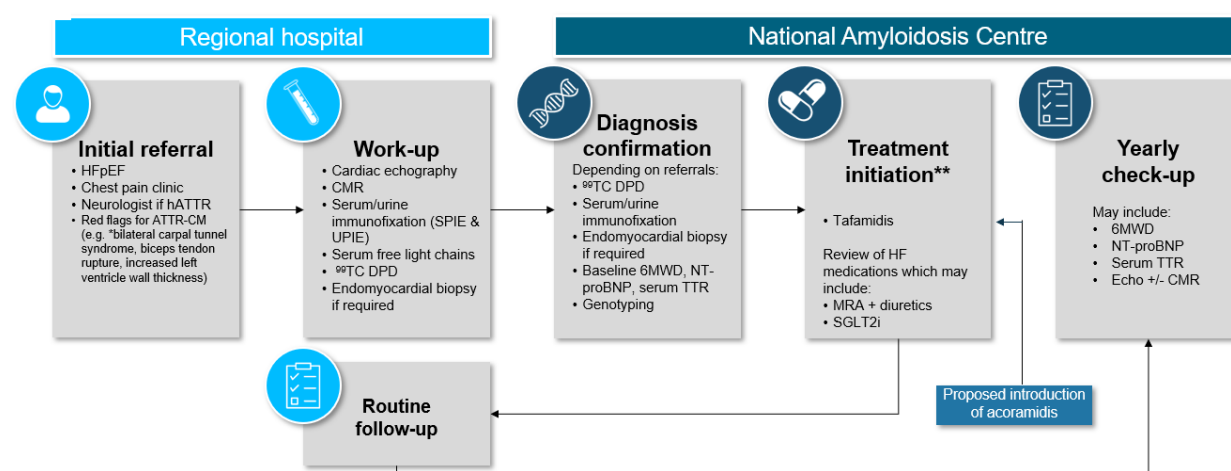 Regional hospital
National Amyloidosis Centre
Initial referral
• HFpEF
• Chest pain clinic
• Neurologist if hATTR
• Red flags for ATTR-CM
(e.g. *bilateral carpal tunnel
syndrome, biceps tendon
rupture, increased left
ventricle wall thickness)
Work-up
• Cardiac echography
• CMR
• Serum/urine
immunofixation (SPIE &
UPIE)
• Serum free light chains
• ⁹⁹TC DPD
• Endomyocardial biopsy
if required
Diagnosis
confirmation
Depending on referrals:
• ⁹⁹TC DPD
• Serum/urine
immunofixation
• Endomyocardial biopsy
if required
• Baseline 6MWD, NT-
proBNP, serum TTR
• Genotyping
Treatment
initiation**
• Tafamidis
Review of HF
medications which may
include:
• MRA + diuretics
• SGLT2i
Yearly
check-up
May include:
• 6MWD
• NT-proBNP
• Serum TTR
• Echo +/- CMR
Routine
follow-up
Proposed introduction
of acoramidis